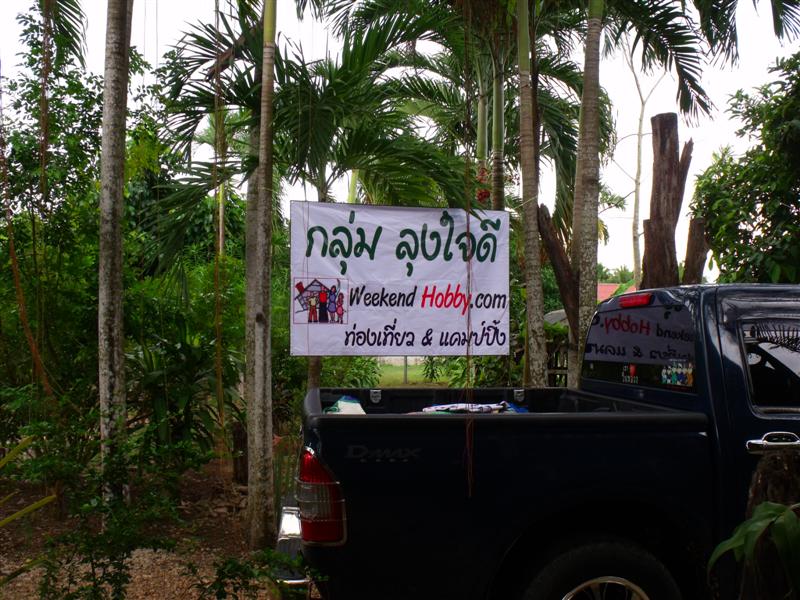 กลุ่ม ลุงใจดี
Weekend Hobby.com
ท่องเที่ยว & แคมป์ปิ้ง
D-MAX